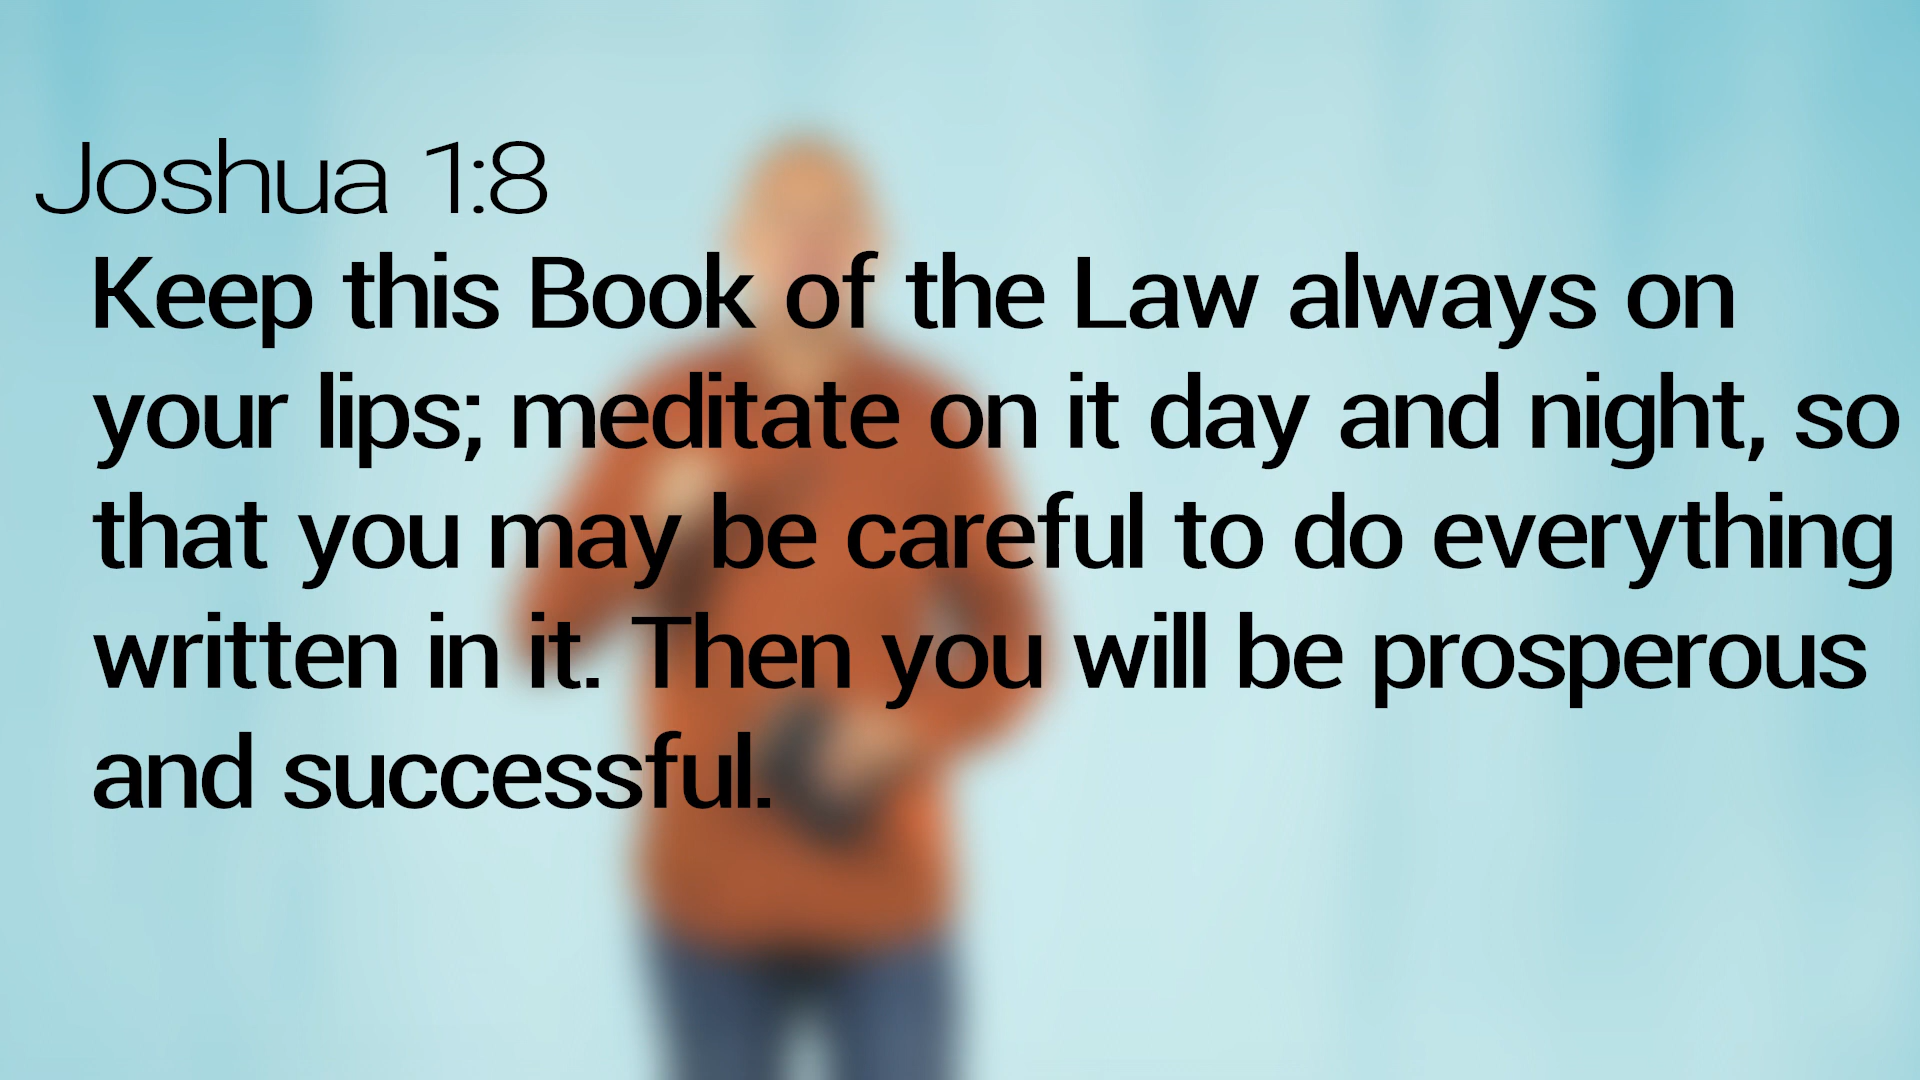 Joshua 1:8
Keep this Book of the Law always on
your lips; meditate on it day and night, so
that you may be careful to do everything
written in it. Then you will be prosperous
and successful.